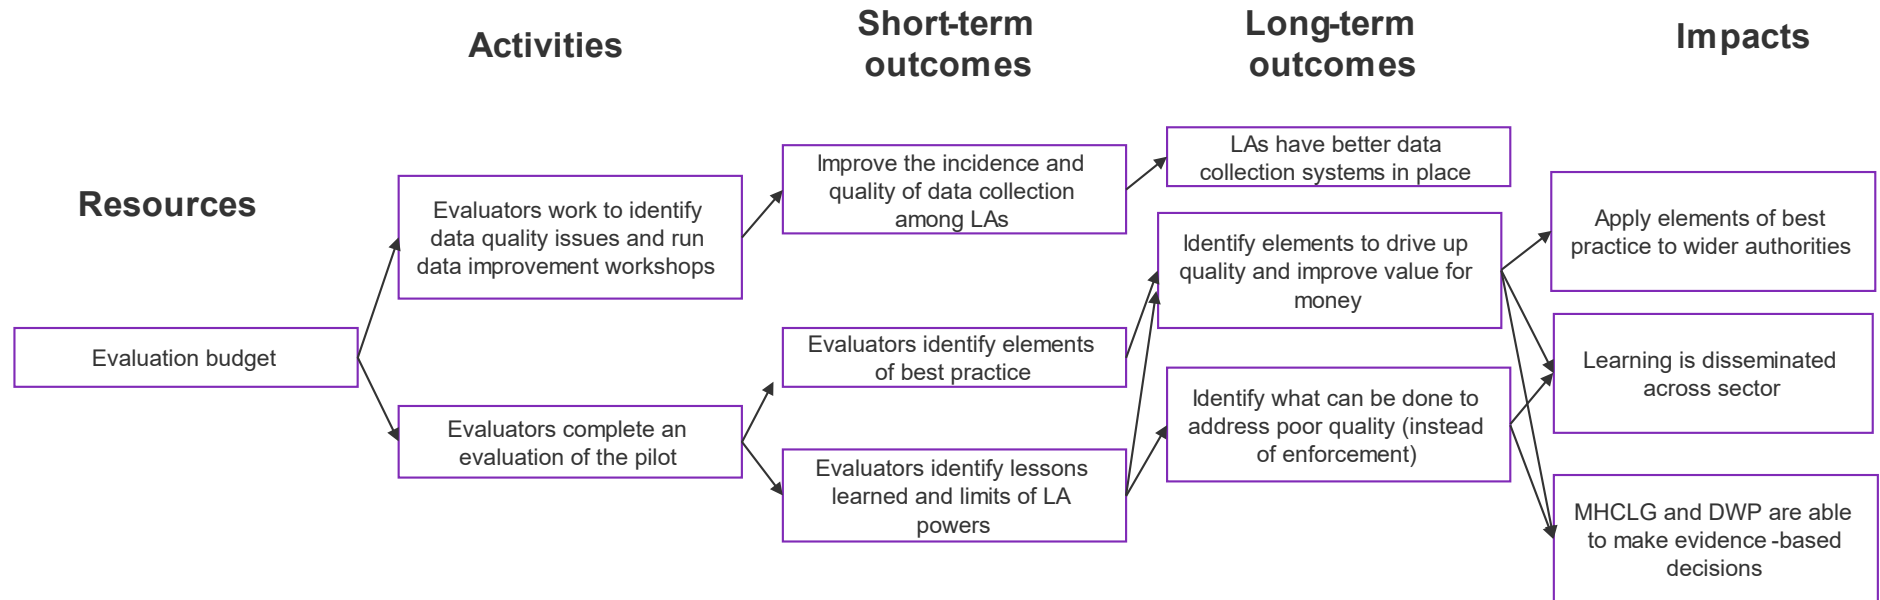 Resources
Activities
Short-term
outcomes
Long-term
outcomes
Impacts
Evaluation budget
Evaluators work to identify
data quality issues and run
data improvement workshops
Evaluators complete an
evaluation of the pilot
Improve the incidence and
quality of data collection
among LAs
Evaluators identify elements
of best practice
Evaluators identify lessons
learned and limits of LA
powers
LAs have better data
collection systems in place
Identify elements to drive up
quality and improve value for
money
Identify what can be done to
address poor quality (instead
of enforcement)
Apply elements of best
practice to wider authorities
Learning is disseminated
across sector
MHCLG and DWP are able
to make evidence -based
decisions